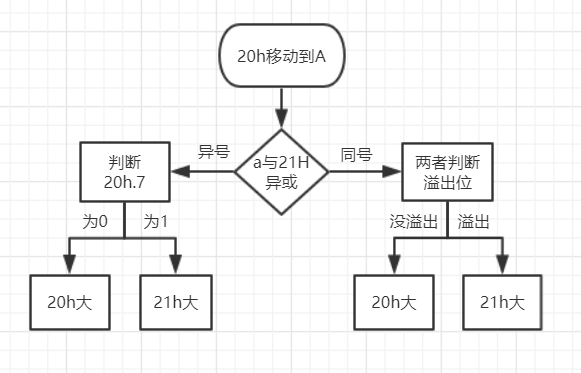 20h移动到A
异号
a与21H
异或
同号
判断
20h.7
两者判断
溢出位
为0
为1
没溢出
溢出
20h大
21h大
20h大
21h大